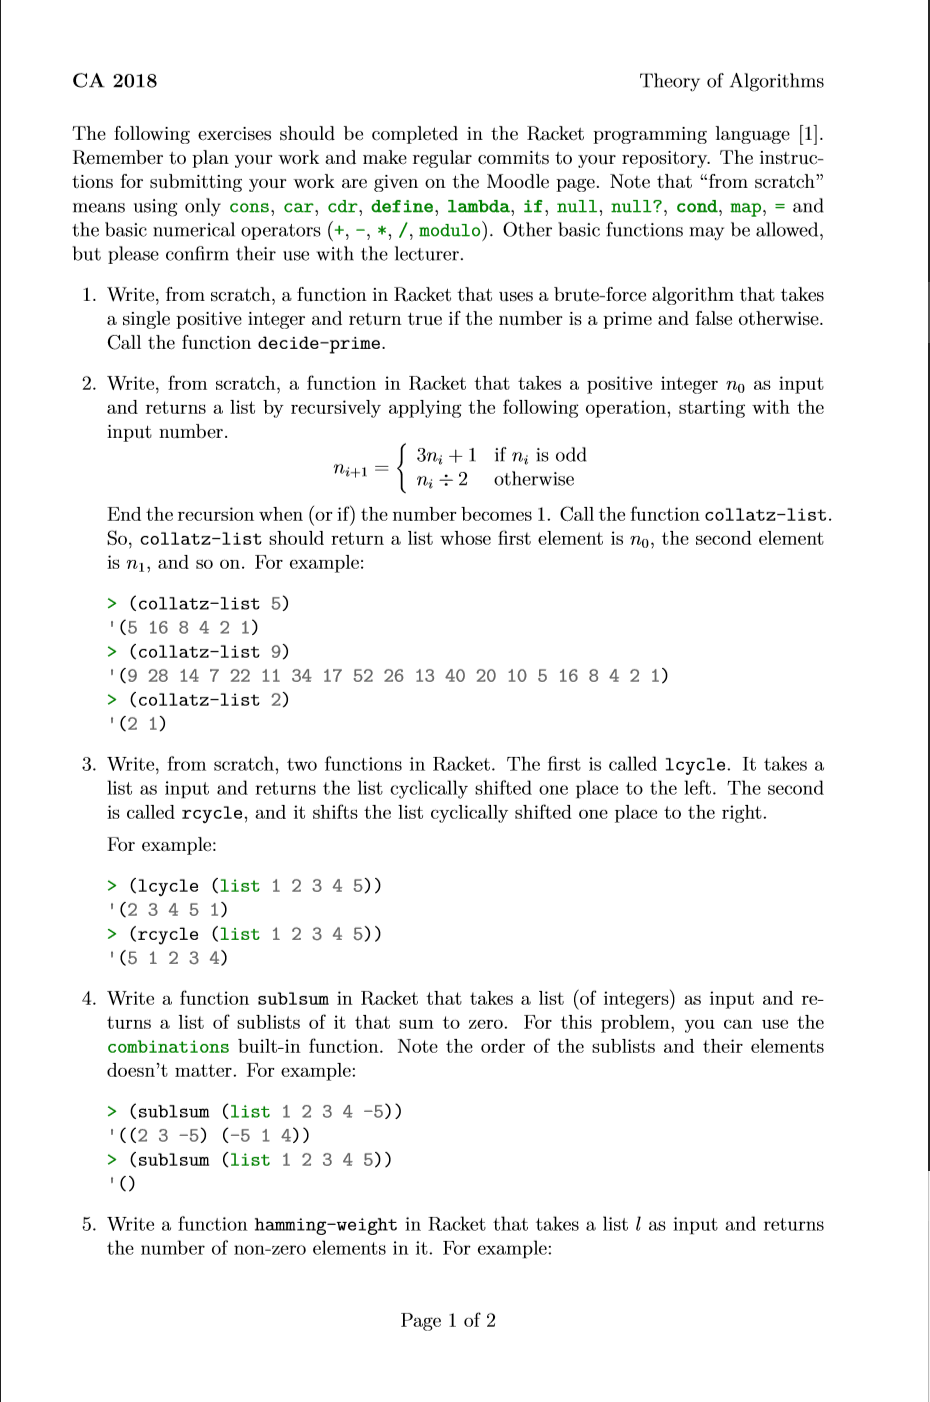 CA 2018 Theory of Algorithms
The following exercises should be completed in the Racket programming language [1].
Remember to plan your work and make regular commits to your repository. The instruc-
tions for submitting your work are given on the Moodle page. Note that “from scratch”
means using only cons, car, cdr, define, lambda, if, null, null?, cond, map, = and
the basic numerical operators (+, -, *, /, modulo). Other basic functions may be allowed,
but please confirm their use with the lecturer.
1. Write, from scratch, a function in Racket that uses a brute-force algorithm that takes
a single positive integer and return true if the number is a prime and false otherwise.
Call the function decide-prime.
2. Write, from scratch, a function in Racket that takes a positive integer n₀ as input
and returns a list by recursively applying the following operation, starting with the
input number.
nᵢ₊₁ = { 3nᵢ + 1 if nᵢ is odd
nᵢ ÷ 2 otherwise
End the recursion when (or if) the number becomes 1. Call the function collatz-list.
So, collatz-list should return a list whose first element is n₀, the second element
is n₁, and so on. For example:
> (collatz-list 5)
'(5 16 8 4 2 1)
> (collatz-list 9)
'(9 28 14 7 22 11 34 17 52 26 13 40 20 10 5 16 8 4 2 1)
> (collatz-list 2)
'(2 1)
3. Write, from scratch, two functions in Racket. The first is called lcycle. It takes a
list as input and returns the list cyclically shifted one place to the left. The second
is called rcycle, and it shifts the list cyclically shifted one place to the right.
For example:
> (lcycle (list 1 2 3 4 5))
'(2 3 4 5 1)
> (rcycle (list 1 2 3 4 5))
'(5 1 2 3 4)
4. Write a function sublsum in Racket that takes a list (of integers) as input and re-
turns a list of sublists of it that sum to zero. For this problem, you can use the
combinations built-in function. Note the order of the sublists and their elements
doesn’t matter. For example:
> (sublsum (list 1 2 3 4 -5))
'((2 3 -5) (-5 1 4))
> (sublsum (list 1 2 3 4 5))
'()
5. Write a function hamming-weight in Racket that takes a list l as input and returns
the number of non-zero elements in it. For example:
Page 1 of 2